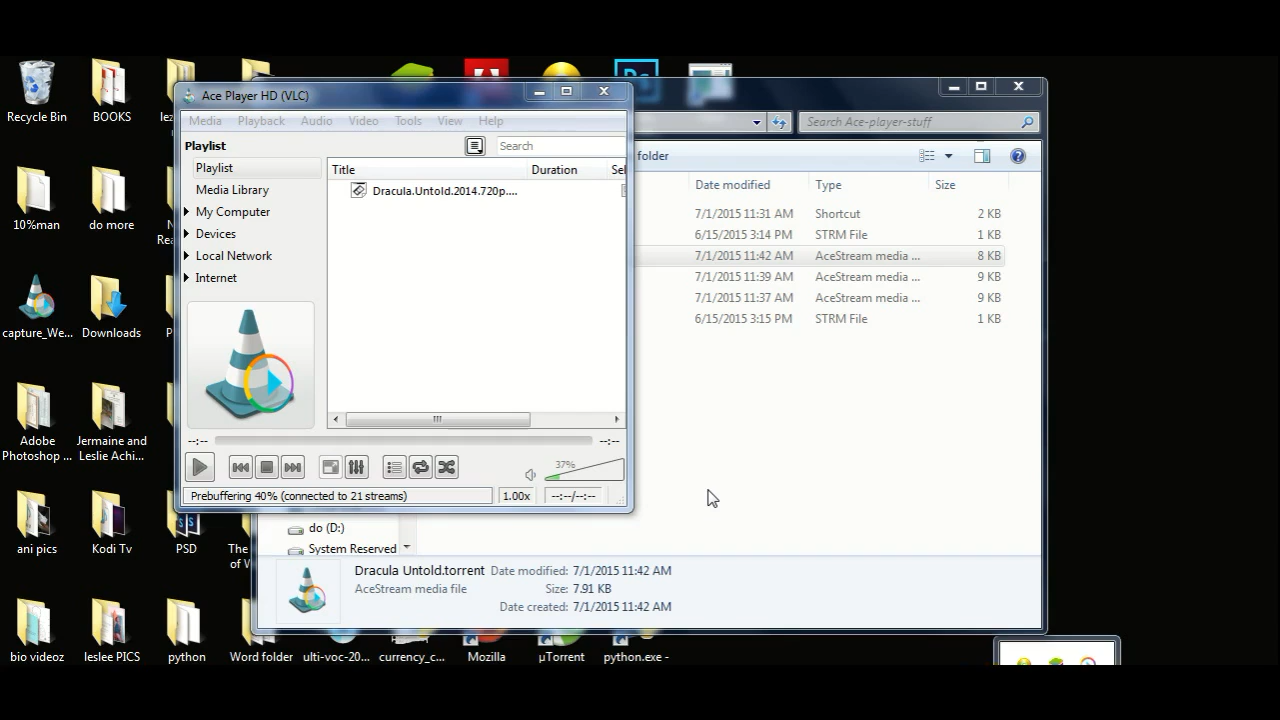 Recycle Bin
BOOKS
10%man
do more
capture_We...
Downloads
Adobe
Photoshop ...
Jermaine and
Leslie Achi...
ani pics
Kodi Tv
PSD
bio videoz
leslee PICS
python
Word folder
ulti-voc-20...
currency_c...
Mozilla
µTorrent
python.exe -
Ace Player HD (VLC)
Media Playback Audio Video Tools View Help
Playlist
Search
Playlist
Media Library
My Computer
Devices
Local Network
Internet
Title Duration
Dracula.Untold.2014.720p....
--:-- --:--
37%
Prebuffering 40% (connected to 21 streams) 1.00x --:--/--:--
Search Ace-player-stuff
folder
Date modified Type Size
7/1/2015 11:31 AM Shortcut 2 KB
6/15/2015 3:14 PM STRM File 1 KB
7/1/2015 11:42 AM AceStream media ... 8 KB
7/1/2015 11:39 AM AceStream media ... 9 KB
7/1/2015 11:37 AM AceStream media ... 9 KB
6/15/2015 3:15 PM STRM File 1 KB
do (D:)
System Reserved
Dracula Untold.torrent Date modified: 7/1/2015 11:42 AM
AceStream media file Size: 7.91 KB
Date created: 7/1/2015 11:42 AM